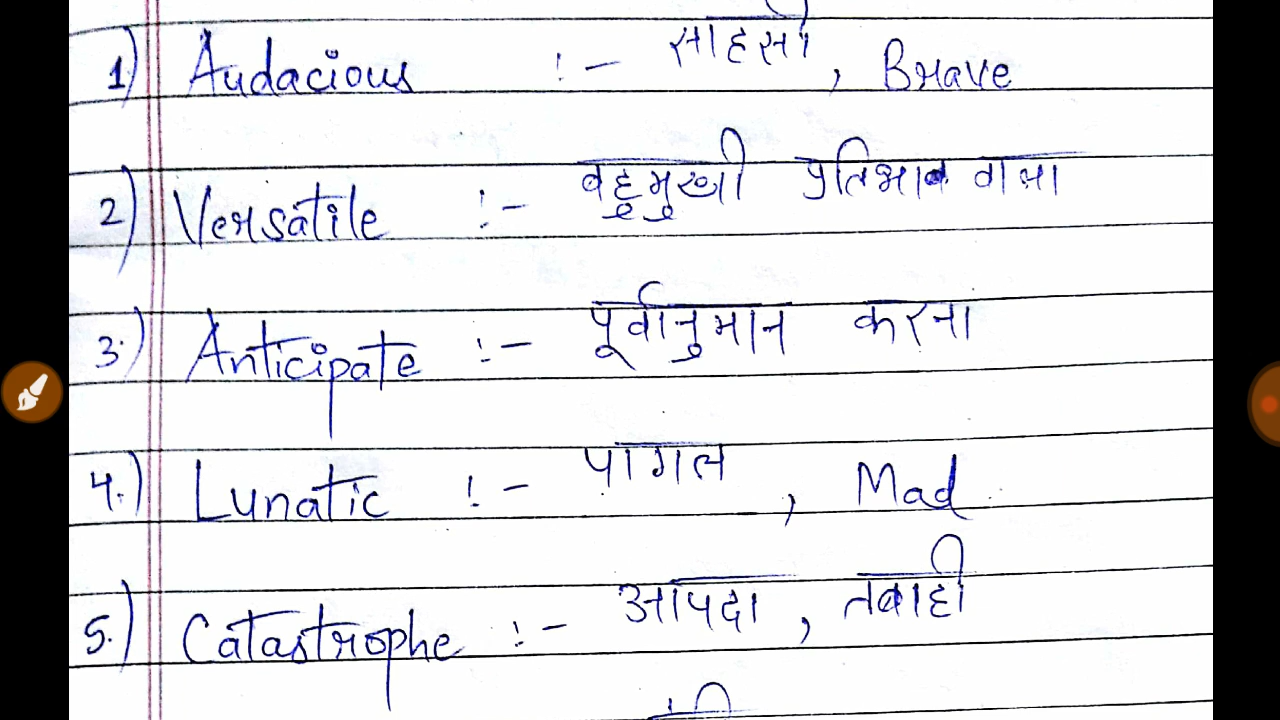 1) Audacious :- साहसी, Brave
2) Versatile :- बहुमुखी प्रतिभा वाला
3.) Anticipate :- पूर्वानुमान करना
4.) Lunatic :- पागल, Mad
5.) Catastrophe :- आपदा, तबाही